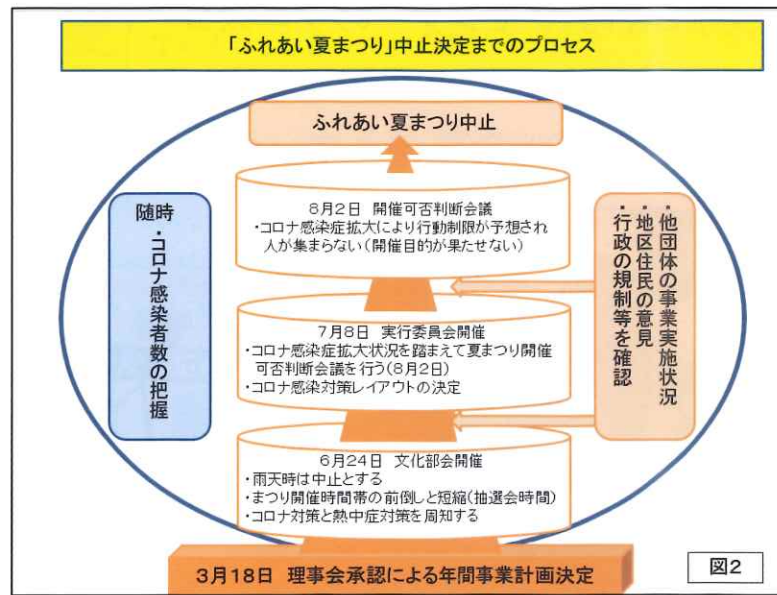 「ふれあい夏まつり」中止決定までのプロセス
ふれあい夏まつり中止
8月2日 開催可否判断会議
・コロナ感染症拡大により行動制限が予想され
人が集まらない(開催目的が果たせない)
7月8日 実行委員会開催
・コロナ感染症拡大状況を踏まえて夏まつり開催
可否判断会議を行う(8月2日)
・コロナ感染対策レイアウトの決定
6月24日 文化部会開催
・雨天時は中止とする
・まつり開催時間帯の前倒しと短縮(抽選会時間)
・コロナ対策と熱中症対策を周知する
3月18日 理事会承認による年間事業計画決定
随時
・コロナ感染者数の把握
・他団体の事業実施状況
・地区住民の意見
・行政の規制等を確認
図2